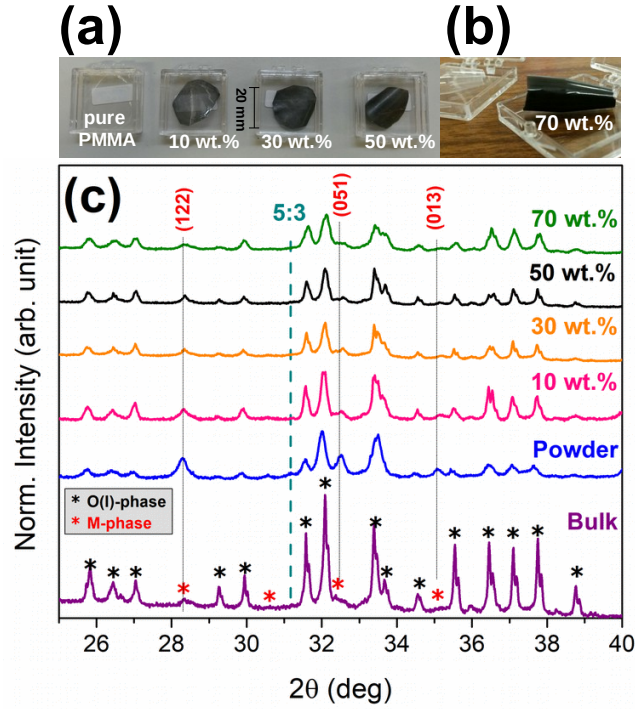 (a)
(b)
pure
PMMA
10 wt.%
20 mm
30 wt.%
50 wt.%
70 wt.%
(c)
(122)
5:3
(051)
(013)
70 wt.%
50 wt.%
30 wt.%
10 wt.%
Powder
* O(I)-phase
* M-phase
Bulk
Norm. Intensity (arb. unit)
26 28 30 32 34 36 38 40
2θ (deg)